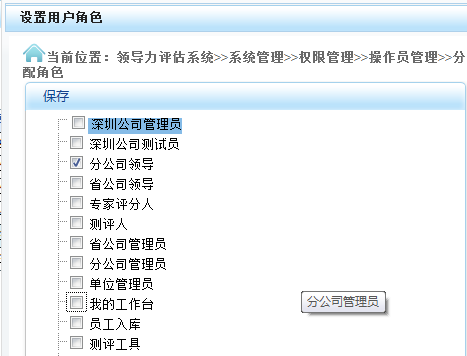 设置用户角色
当前位置：领导力评估系统>>系统管理>>权限管理>>操作员管理>>分
配角色
保存
深圳公司管理员
深圳公司测试员
分公司领导
省公司领导
专家评分人
测评人
省公司管理员
分公司管理员
单位管理员
我的工作台
分公司管理员
员工入库
测评工具